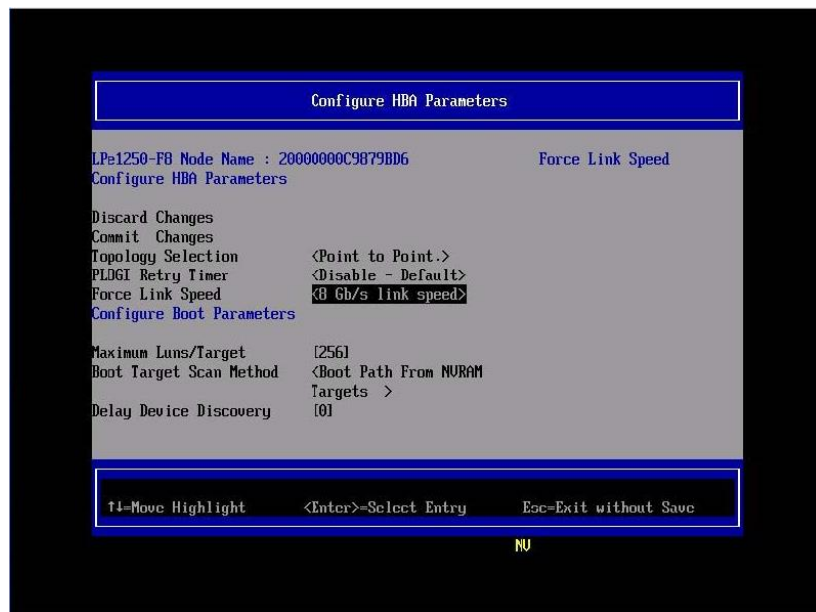 Configure HBA Parameters
LPe1250-F8 Node Name : 20000000C9879BD6 Force Link Speed
Configure HBA Parameters
Discard Changes
Commit Changes
Topology Selection <Point to Point.>
PLOGI Retry Timer <Disable - Default>
Force Link Speed <8 Gb/s link speed>
Configure Boot Parameters
Maximum Luns/Target [256]
Boot Target Scan Method <Boot Path From NVRAM
Targets >
Delay Device Discovery [0]
↑↓=Move Highlight <Enter>=Select Entry Esc=Exit without Save
NV